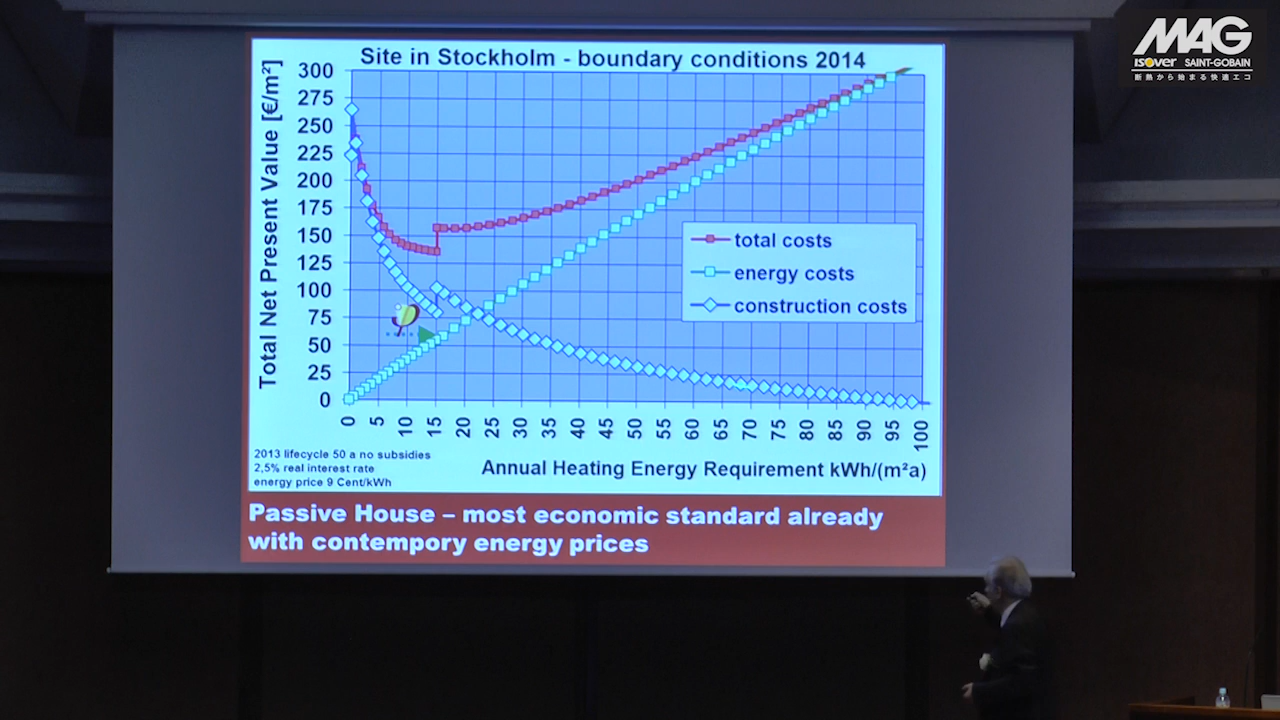 MAG
isover SAINT-GOBAIN
断熱から始まる快適エコ
Site in Stockholm - boundary conditions 2014
Total Net Present Value [€/m²]
300
275
250
225
200
175
150
125
100
75
50
25
0
total costs
energy costs
construction costs
0 5 10 15 20 25 30 35 40 45 50 55 60 65 70 75 80 85 90 95 100
Annual Heating Energy Requirement kWh/(m²a)
2013 lifecycle 50 a no subsidies
2,5% real interest rate
energy price 9 Cent/kWh
Passive House – most economic standard already
with contempory energy prices